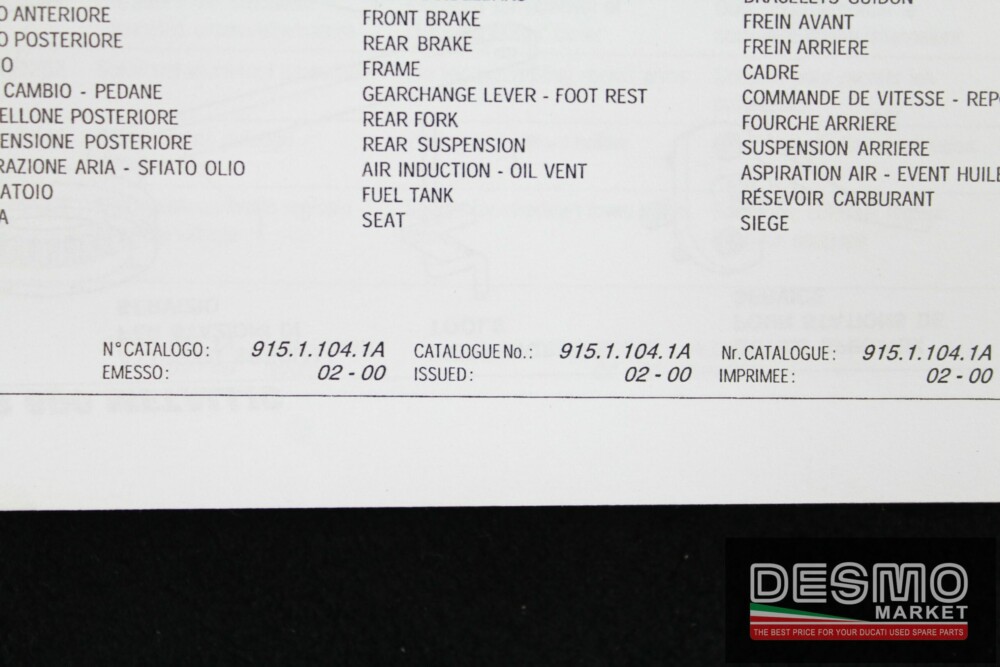 ANTERIORE
FRONT BRAKE
FREIN AVANT
POSTERIORE
REAR BRAKE
FREIN ARRIERE
FRAME
CADRE
CAMBIO - PEDANE
GEARCHANGE LEVER - FOOT REST
COMMANDE DE VITESSE - REP
ELLONE POSTERIORE
REAR FORK
FOURCHE ARRIERE
ENSIONE POSTERIORE
REAR SUSPENSION
SUSPENSION ARRIERE
RAZIONE ARIA - SFIATO OLIO
AIR INDUCTION - OIL VENT
ASPIRATION AIR - EVENT HUILE
ATOIO
FUEL TANK
RÉSEVOIR CARBURANT
A
SEAT
SIEGE
N°CATALOGO: 915.1.104.1A
CATALOGUE No.: 915.1.104.1A
Nr. CATALOGUE: 915.1.104.1A
EMESSO: 02 - 00
ISSUED: 02 - 00
IMPRIMEE: 02 - 00
DESMO
MARKET
THE BEST PRICE FOR YOUR DUCATI USED SPARE PARTS